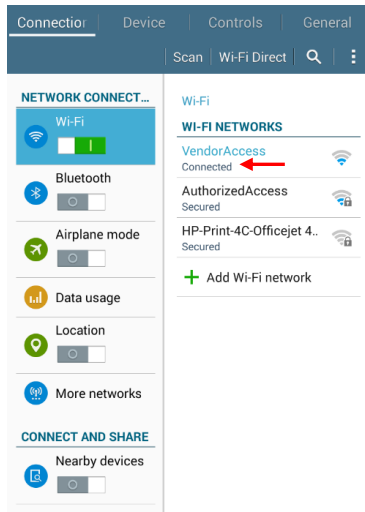 Connection Device Controls General
Scan Wi-Fi Direct
NETWORK CONNECT...
Wi-Fi
Bluetooth
Airplane mode
Data usage
Location
More networks
CONNECT AND SHARE
Nearby devices
Wi-Fi
WI-FI NETWORKS
VendorAccess
Connected
AuthorizedAccess
Secured
HP-Print-4C-Officejet 4..
Secured
Add Wi-Fi network